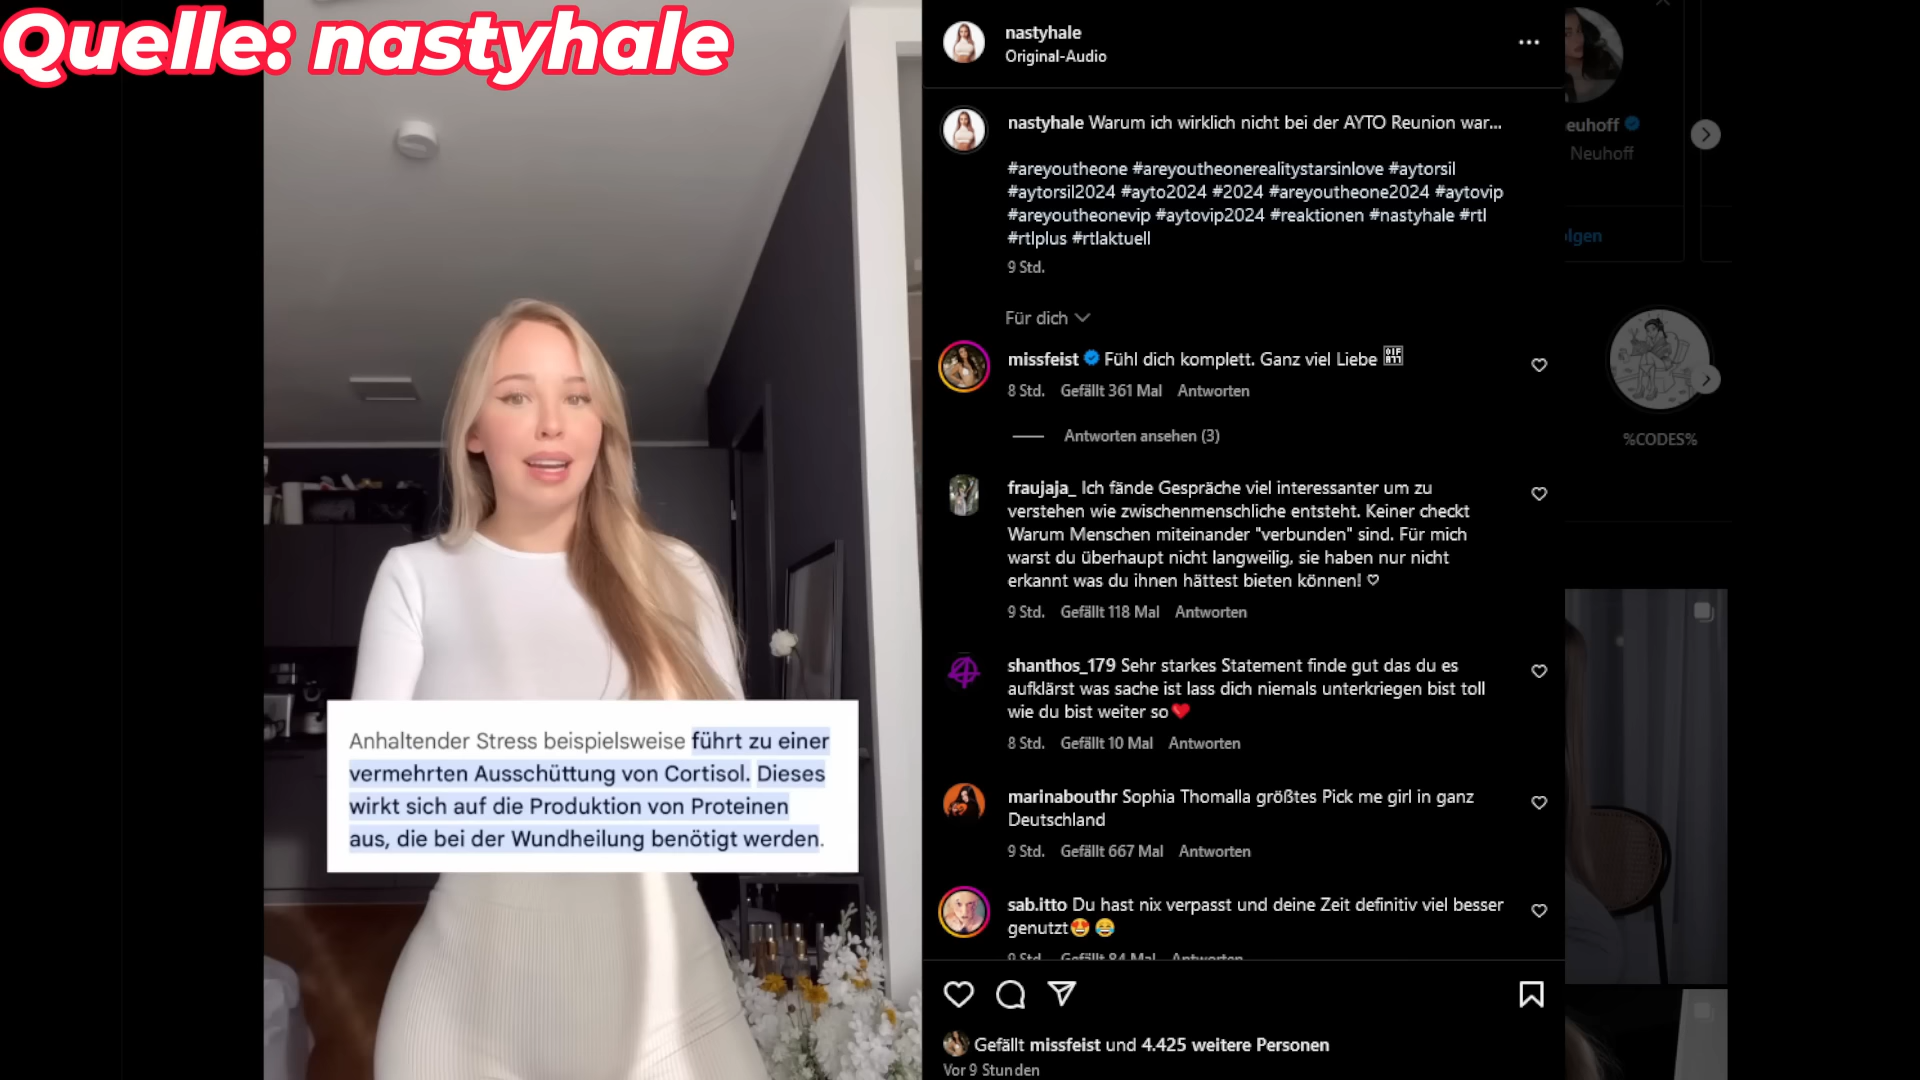 Quelle: nastyhale
Anhaltender Stress beispielsweise führt zu einer
vermehrten Ausschüttung von Cortisol. Dieses
wirkt sich auf die Produktion von Proteinen
aus, die bei der Wundheilung benötigt werden.
nastyhale
Original-Audio
nastyhale Warum ich wirklich nicht bei der AYTO Reunion war...
#areyoutheone #areyoutheonerealitystarsinlove #aytorsil
#aytorsil2024 #ayto2024 #2024 #areyoutheone2024 #aytovip
#areyoutheonevip #aytovip2024 #reaktionen #nastyhale #rtl
#rtlplus #rtlaktuell
9 Std.
Für dich
missfeist Fühl dich komplett. Ganz viel Liebe
8 Std. Gefällt 361 Mal Antworten
Antworten ansehen (3)
fraujaja_ Ich fände Gespräche viel interessanter um zu
verstehen wie zwischenmenschliche entsteht. Keiner checkt
Warum Menschen miteinander "verbunden" sind. Für mich
warst du überhaupt nicht langweilig, sie haben nur nicht
erkannt was du ihnen hättest bieten können! ♡
9 Std. Gefällt 118 Mal Antworten
shanthos_179 Sehr starkes Statement finde gut das du es
aufklärst was sache ist lass dich niemals unterkriegen bist toll
wie du bist weiter so❤️
8 Std. Gefällt 10 Mal Antworten
marinabouthr Sophia Thomalla größtes Pick me girl in ganz
Deutschland
9 Std. Gefällt 667 Mal Antworten
sab.itto Du hast nix verpasst und deine Zeit definitiv viel besser
genutzt😍 😂
9 Std. Gefällt 84 Mal Antworten
Gefällt missfeist und 4.425 weitere Personen
Vor 9 Stunden
euhoff
Neuhoff
lgen
%CODES%